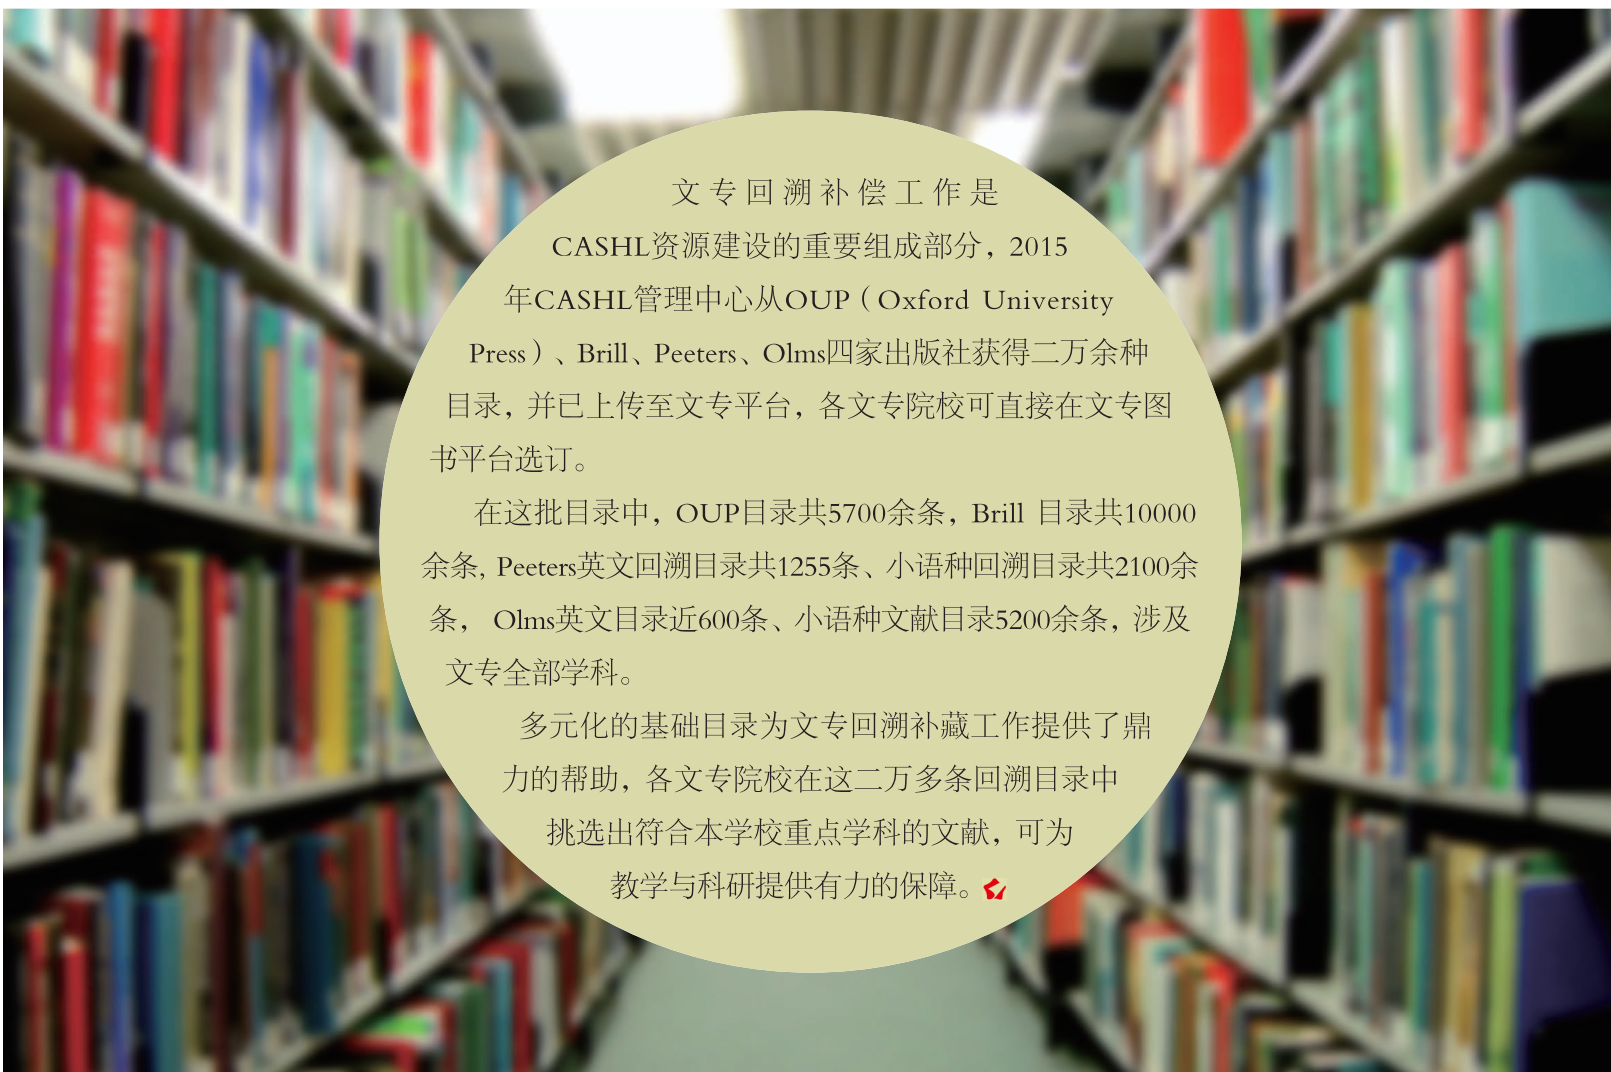 文专回溯补偿工作是
CASHL资源建设的重要组成部分，2015
年CASHL管理中心从OUP（Oxford University
Press）、Brill、Peeters、Olms四家出版社获得二万余种
目录，并已上传至文专平台，各文专院校可直接在文专图
书平台选订。
在这批目录中，OUP目录共5700余条，Brill 目录共10000
余条, Peeters英文回溯目录共1255条、小语种回溯目录共2100余
条， Olms英文目录近600条、小语种文献目录5200余条，涉及
文专全部学科。
多元化的基础目录为文专回溯补藏工作提供了鼎
力的帮助，各文专院校在这二万多条回溯目录中
挑选出符合本学校重点学科的文献，可为
教学与科研提供有力的保障。